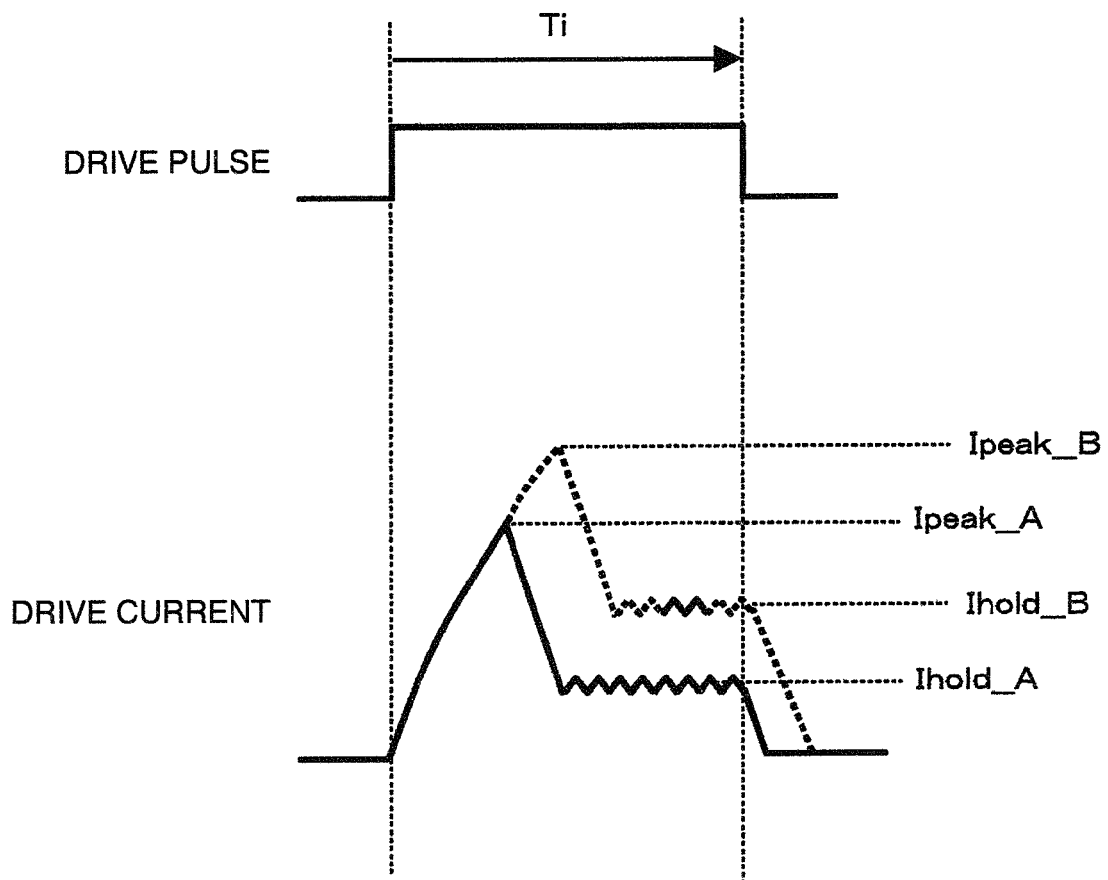 Ti
DRIVE PULSE
Ipeak_B
Ipeak_A
DRIVE CURRENT
Ihold_B
Ihold_A